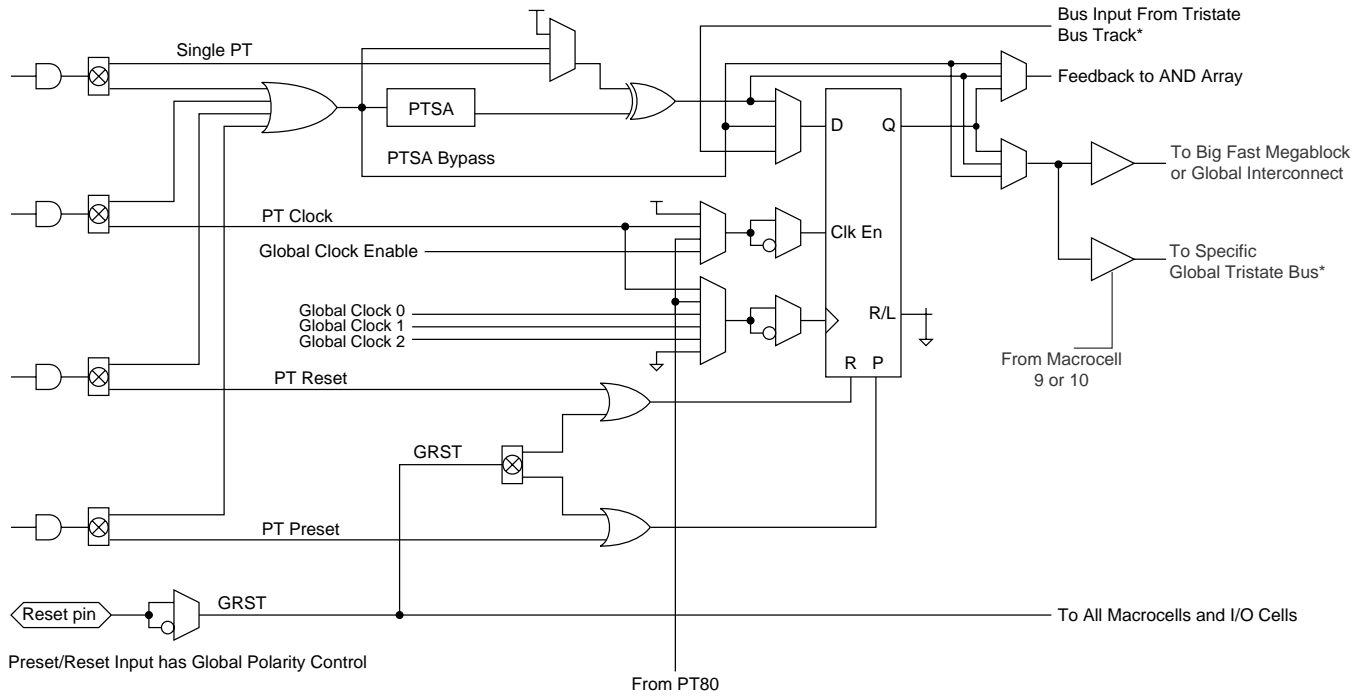 Bus Input From Tristate
Bus Track*
Single PT
Feedback to AND Array
PTSA
D
Q
PTSA Bypass
To Big Fast Megablock
or Global Interconnect
PT Clock
Clk En
Global Clock Enable
To Specific
Global Tristate Bus*
Global Clock 0
Global Clock 1
Global Clock 2
R/L
R
P
From Macrocell
9 or 10
PT Reset
GRST
PT Preset
Reset pin
GRST
To All Macrocells and I/O Cells
Preset/Reset Input has Global Polarity Control
From PT80